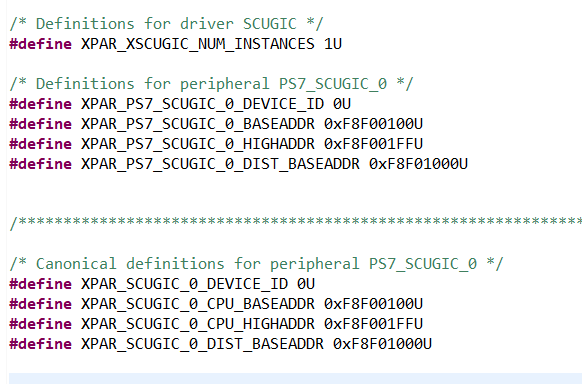 /* Definitions for driver SCUGIC */
#define XPAR_XSCUGIC_NUM_INSTANCES 1U
/* Definitions for peripheral PS7_SCUGIC_0 */
#define XPAR_PS7_SCUGIC_0_DEVICE_ID 0U
#define XPAR_PS7_SCUGIC_0_BASEADDR 0xF8F00100U
#define XPAR_PS7_SCUGIC_0_HIGHADDR 0xF8F001FFU
#define XPAR_PS7_SCUGIC_0_DIST_BASEADDR 0xF8F01000U
/***************************************************************
/* Canonical definitions for peripheral PS7_SCUGIC_0 */
#define XPAR_SCUGIC_0_DEVICE_ID 0U
#define XPAR_SCUGIC_0_CPU_BASEADDR 0xF8F00100U
#define XPAR_SCUGIC_0_CPU_HIGHADDR 0xF8F001FFU
#define XPAR_SCUGIC_0_DIST_BASEADDR 0xF8F01000U